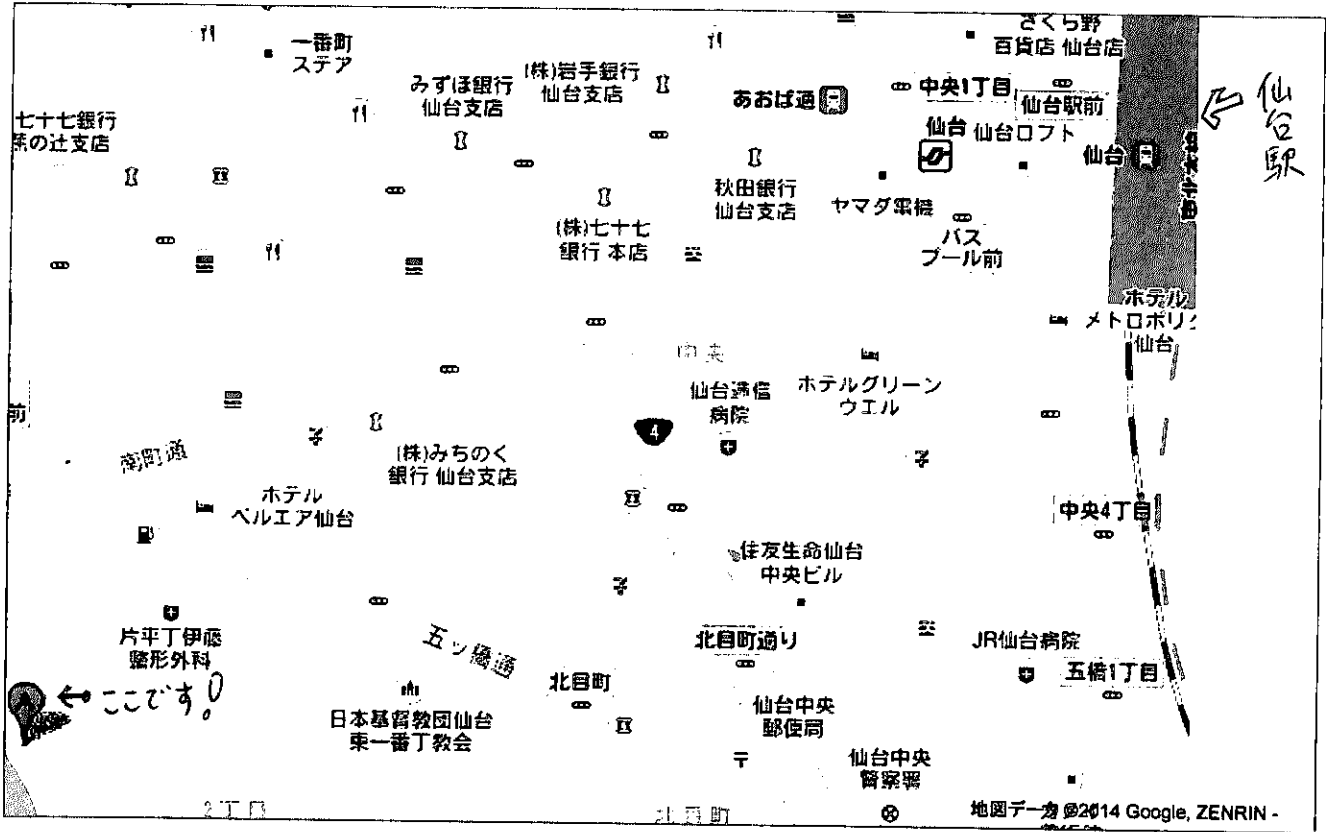 さくら野
百貨店 仙台店
一番町
ステア
(株)岩手銀行
仙台支店
みずほ銀行
仙台支店
あおば通
中央1丁目
仙台駅前
仙台駅
七十七銀行
仙台
仙台ロフト
仙台
秋田銀行
仙台支店
ヤマダ電機
(株)七十七
銀行 本店
バス
プール前
ホテル
メトロポリタ
仙台
中央
仙台逓信
病院
ホテルグリーン
ウエル
前
4
南町通
(株)みちのく
銀行 仙台支店
ホテル
ベルエア仙台
中央4丁目
住友生命仙台
中央ビル
片平丁伊藤
整形外科
五ッ橋通
北目町通り
JR仙台病院
五橋1丁目
ここです!
北目町
日本基督教団仙台
東一番丁教会
仙台中央
郵便局
仙台中央
警察署
2丁目
北目町
地図データ ©2014 Google, ZENRIN -